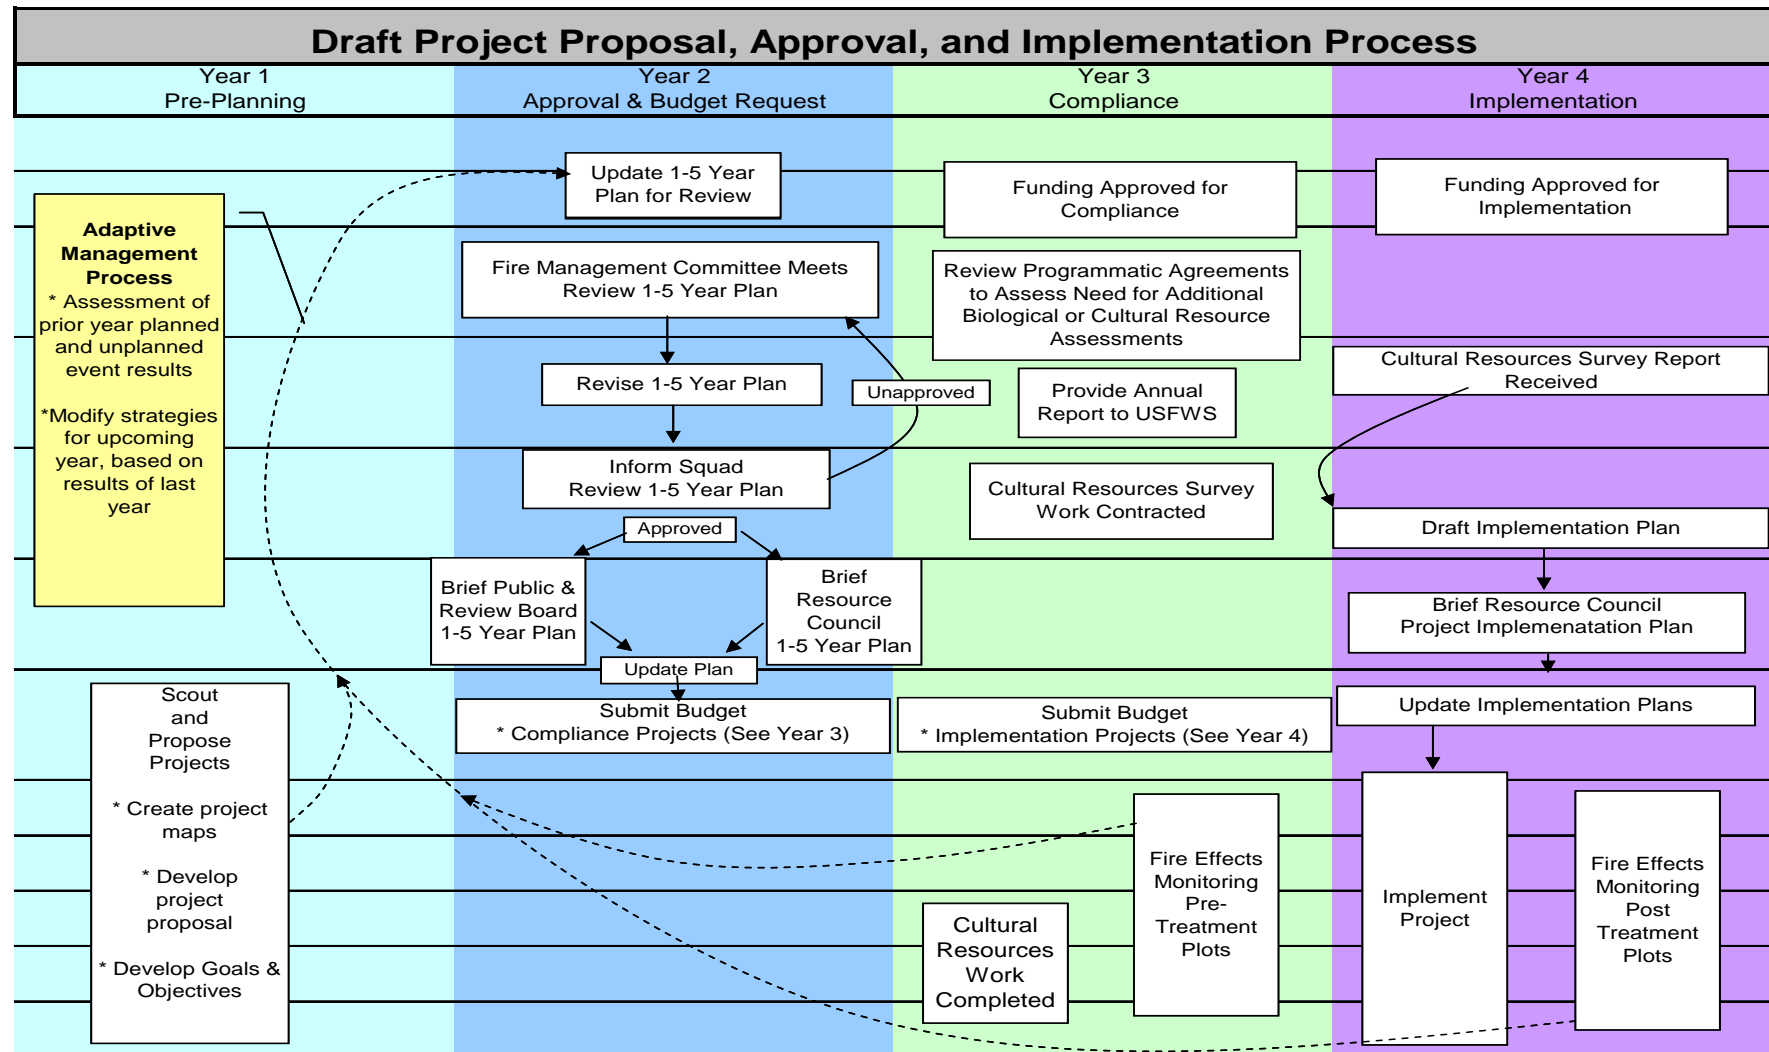 Draft Project Proposal, Approval, and Implementation Process
Year 1
Pre-Planning
Year 2
Approval & Budget Request
Year 3
Compliance
Year 4
Implementation
Adaptive
Management
Process
* Assessment of
prior year planned
and unplanned
event results
*Modify strategies
for upcoming
year, based on
results of last
year
Scout
and
Propose
Projects
* Create project
maps
* Develop
project
proposal
* Develop Goals &
Objectives
Update 1-5 Year
Plan for Review
Fire Management Committee Meets
Review 1-5 Year Plan
Revise 1-5 Year Plan
Unapproved
Inform Squad
Review 1-5 Year Plan
Approved
Brief Public &
Review Board
1-5 Year Plan
Brief
Resource
Council
1-5 Year Plan
Update Plan
Submit Budget
* Compliance Projects (See Year 3)
Funding Approved for
Compliance
Review Programmatic Agreements
to Assess Need for Additional
Biological or Cultural Resource
Assessments
Provide Annual
Report to USFWS
Cultural Resources Survey
Work Contracted
Submit Budget
* Implementation Projects (See Year 4)
Fire Effects
Monitoring
Pre-
Treatment
Plots
Cultural
Resources
Work
Completed
Funding Approved for
Implementation
Cultural Resources Survey Report
Received
Draft Implementation Plan
Brief Resource Council
Project Implemenatation Plan
Update Implementation Plans
Implement
Project
Fire Effects
Monitoring
Post
Treatment
Plots